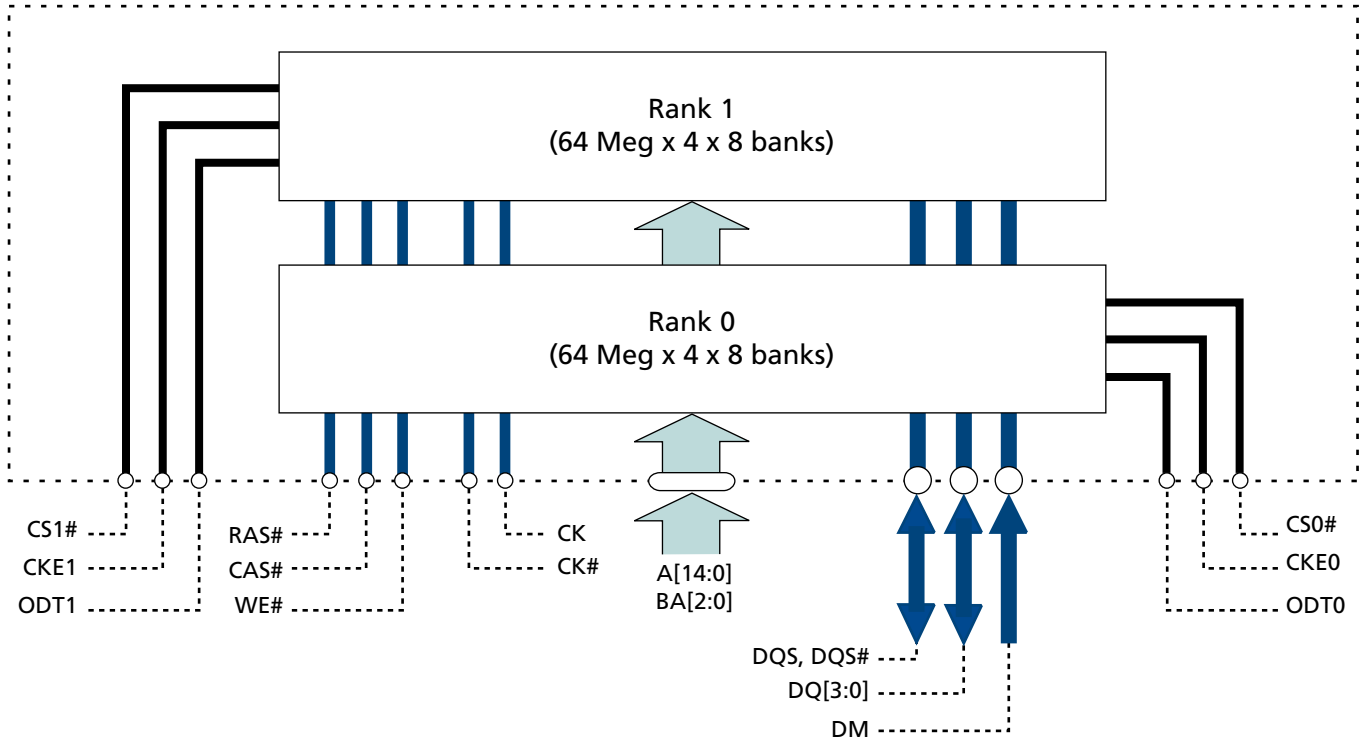 Rank 1
(64 Meg x 4 x 8 banks)
Rank 0
(64 Meg x 4 x 8 banks)
CS1#
CKE1
ODT1
RAS#
CAS#
WE#
CK
CK#
A[14:0]
BA[2:0]
DQS, DQS#
DQ[3:0]
DM
CS0#
CKE0
ODT0